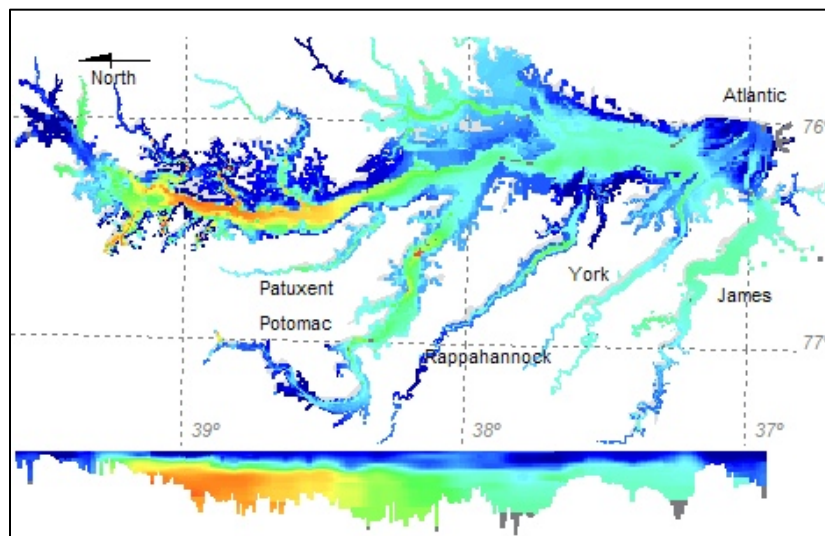 North
Atlantic
76°
Patuxent
York
James
Potomac
77°
Rappahannock
39°
38°
37°